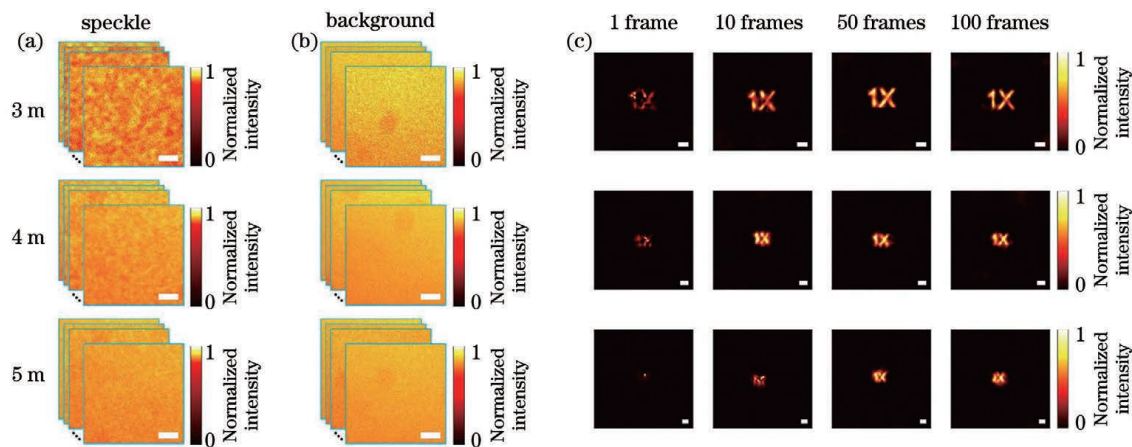 speckle
background
1 frame
10 frames
50 frames
100 frames
(a)
(b)
(c)
3 m
1
0
Normalized
intensity
1
0
Normalized
intensity
1X
1X
1X
1X
1
0
Normalized
intensity
4 m
1
0
Normalized
intensity
1
0
Normalized
intensity
1X
1X
1X
1
0
Normalized
intensity
5 m
1
0
Normalized
intensity
1
0
Normalized
intensity
1X
1X
1
0
Normalized
intensity